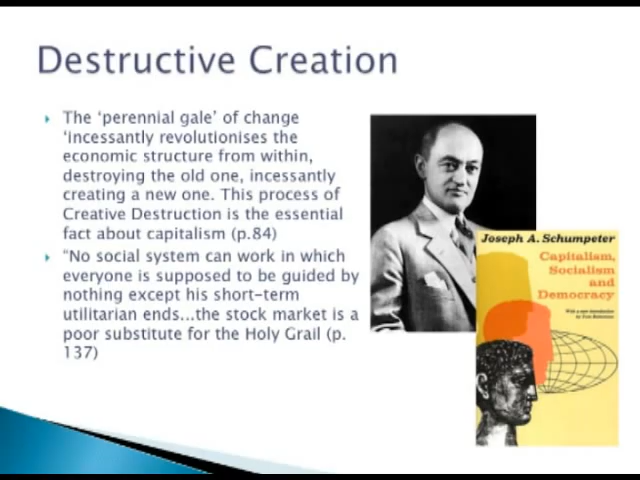 Destructive Creation
The ‘perennial gale’ of change
‘incessantly revolutionises the
economic structure from within,
destroying the old one, incessantly
creating a new one. This process of
Creative Destruction is the essential
fact about capitalism (p.84)
“No social system can work in which
everyone is supposed to be guided by
nothing except his short-term
utilitarian ends...the stock market is a
poor substitute for the Holy Grail (p.
137)
Joseph A. Schumpeter
Capitalism,
Socialism
and
Democracy
With a new introduction